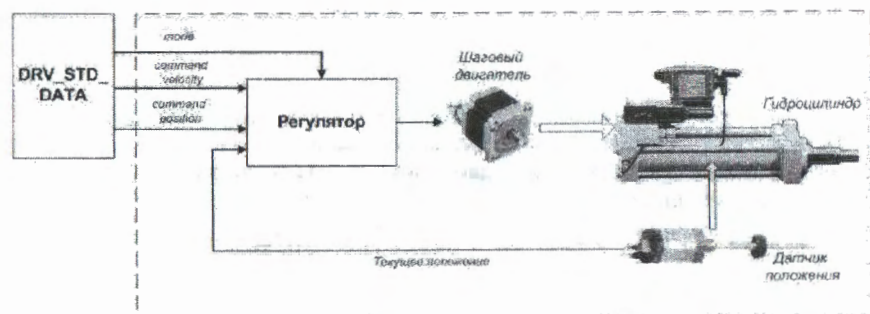 DRV_STD_
DATA
mode
command
velocity
command
position
Регулятор
Шаговый
двигатель
Гидроцилиндр
Датчик
положения
Текущее положение